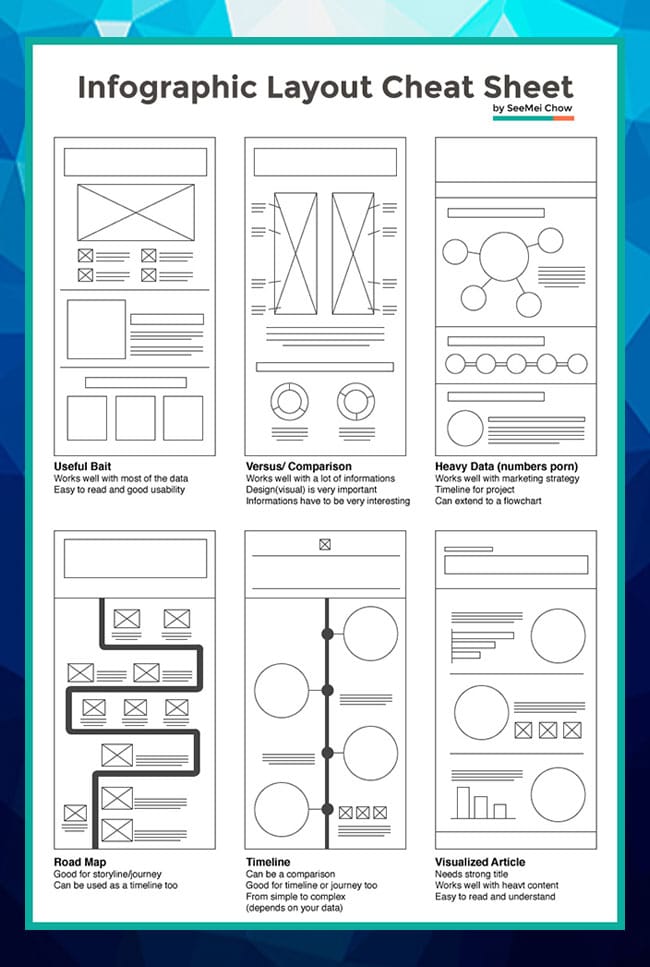 Infographic Layout Cheat Sheet
by SeeMei Chow
Useful Bait
Works well with most of the data
Easy to read and good usability
Versus/ Comparison
Works well with a lot of informations
Design(visual) is very important
Informations have to be very interesting
Heavy Data (numbers porn)
Works well with marketing strategy
Timeline for project
Can extend to a flowchart
Road Map
Good for storyline/journey
Can be used as a timeline too
Timeline
Can be a comparison
Good for timeline or journey too
From simple to complex
(depends on your data)
Visualized Article
Needs strong title
Works well with heavt content
Easy to read and understand